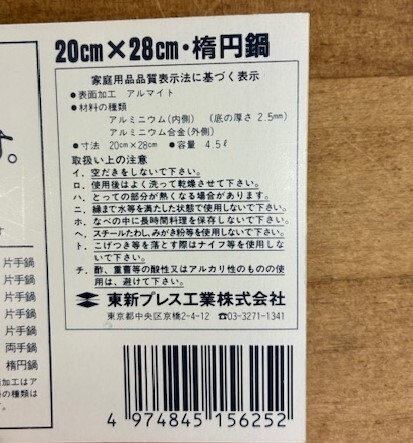 20cm×28cm・楕円鍋
家庭用品品質表示法に基づく表示
●表面加工 アルマイト
●材料の種類
アルミニウム(内側) (底の厚さ 2.5㎜)
アルミニウム合金(外側)
●寸法 20cm×28cm ●容量 4.5ℓ
取扱い上の注意
イ. 空だきをしないで下さい。
ロ. 使用後はよく洗って乾燥させて下さい。
ハ. とっての部分が熱くなる場合があります。
ニ. 縁まで水等を満たした状態で使用しないで下さい。
ホ. なべの中に長時間料理を保存しないで下さい。
ヘ. スチールたわし、みがき粉等を使用しないで下さい。
ト. こげつき等を落とす際はナイフ等を使用しな
いで下さい。
チ. 酢、重曹等の酸性又はアルカリ性のものの使用
は、避けて下さい。
東新プレス工業株式会社
東京都中央区京橋2-4-12 ☎03-3271-1341
4 974845 156252
す。
片手鍋
片手鍋
片手鍋
片手鍋
片手鍋
両手鍋
楕円鍋
面加工はア
料の種類は